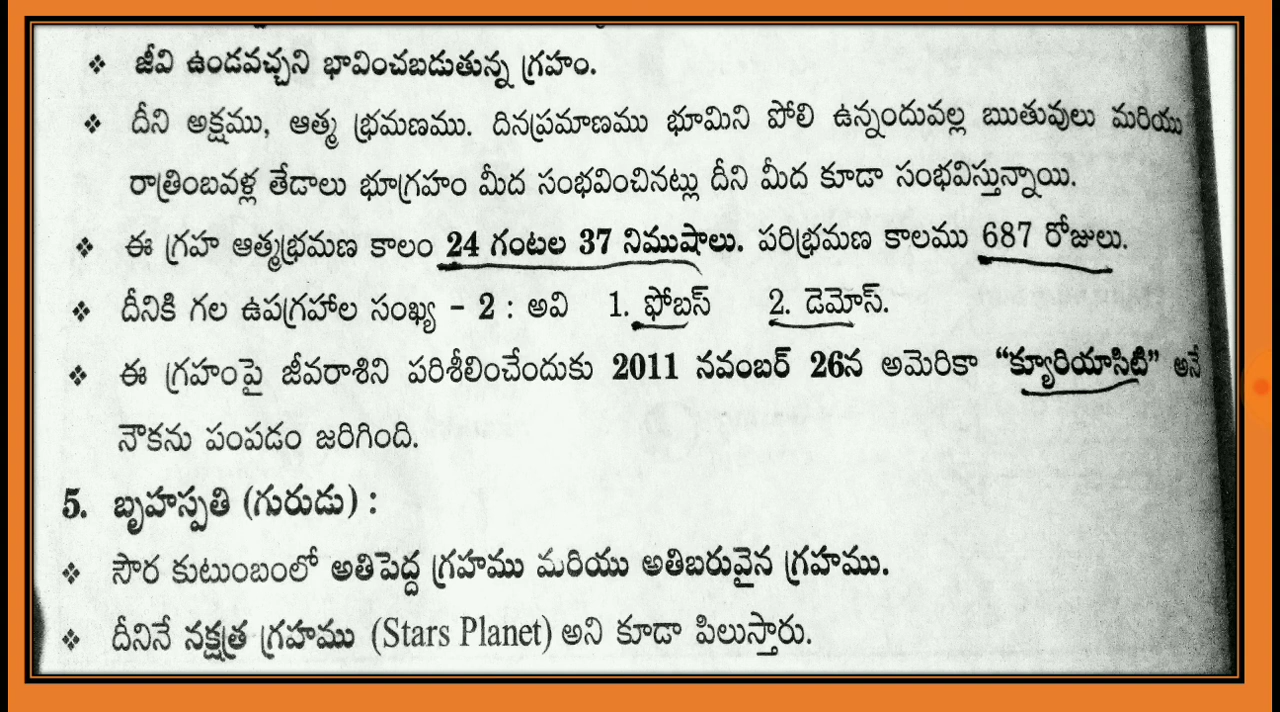 ❖ జీవి ఉండవచ్చని భావించబడుతున్న గ్రహం.
❖ దీని అక్షము, ఆత్మ భ్రమణము. దినప్రమాణము భూమిని పోలి ఉన్నందువల్ల ఋతువులు మరియు
రాత్రింబవళ్ల తేడాలు భూగ్రహం మీద సంభవించినట్లు దీని మీద కూడా సంభవిస్తున్నాయి.
❖ ఈ గ్రహ ఆత్మభ్రమణ కాలం 24 గంటల 37 నిముషాలు. పరిభ్రమణ కాలము 687 రోజులు.
❖ దీనికి గల ఉపగ్రహాల సంఖ్య - 2 : అవి 1. ఫోబస్ 2. డెమోస్.
❖ ఈ గ్రహంపై జీవరాశిని పరిశీలించేందుకు 2011 నవంబర్ 26న అమెరికా “క్యూరియాసిటీ” అనే
నౌకను పంపడం జరిగింది.
5. బృహస్పతి (గురుడు) :
❖ సౌర కుటుంబంలో అతిపెద్ద గ్రహము మరియు అతిబరువైన గ్రహము.
❖ దీనినే నక్షత్ర గ్రహము (Stars Planet) అని కూడా పిలుస్తారు.